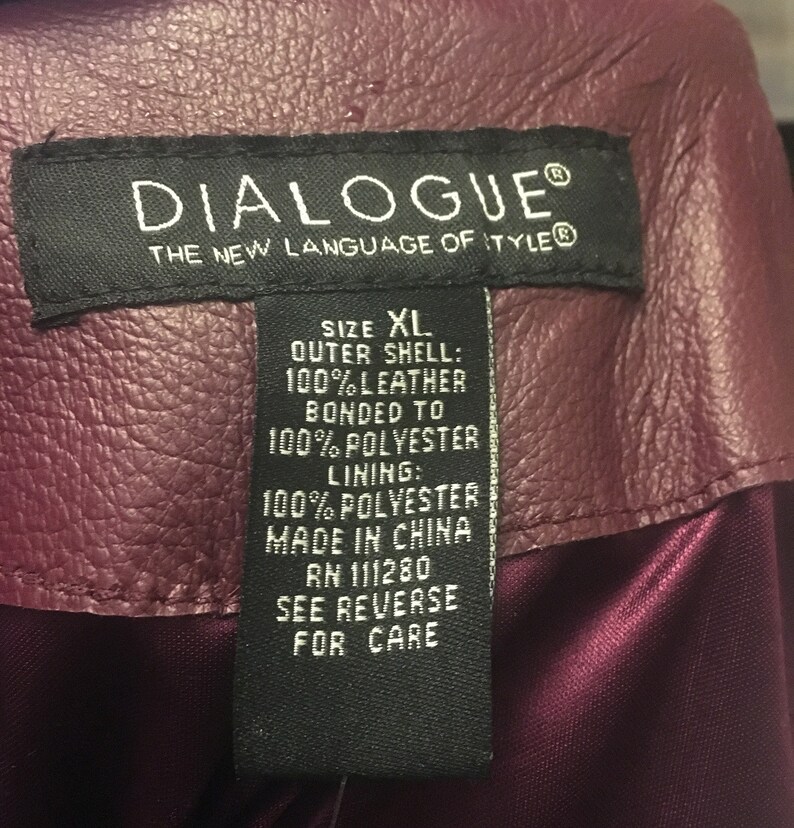 DIALOGUE®
THE NEW LANGUAGE OF STYLE®
SIZE XL
OUTER SHELL:
100% LEATHER
BONDED TO
100% POLYESTER
LINING:
100% POLYESTER
MADE IN CHINA
RN 111280
SEE REVERSE
FOR CARE